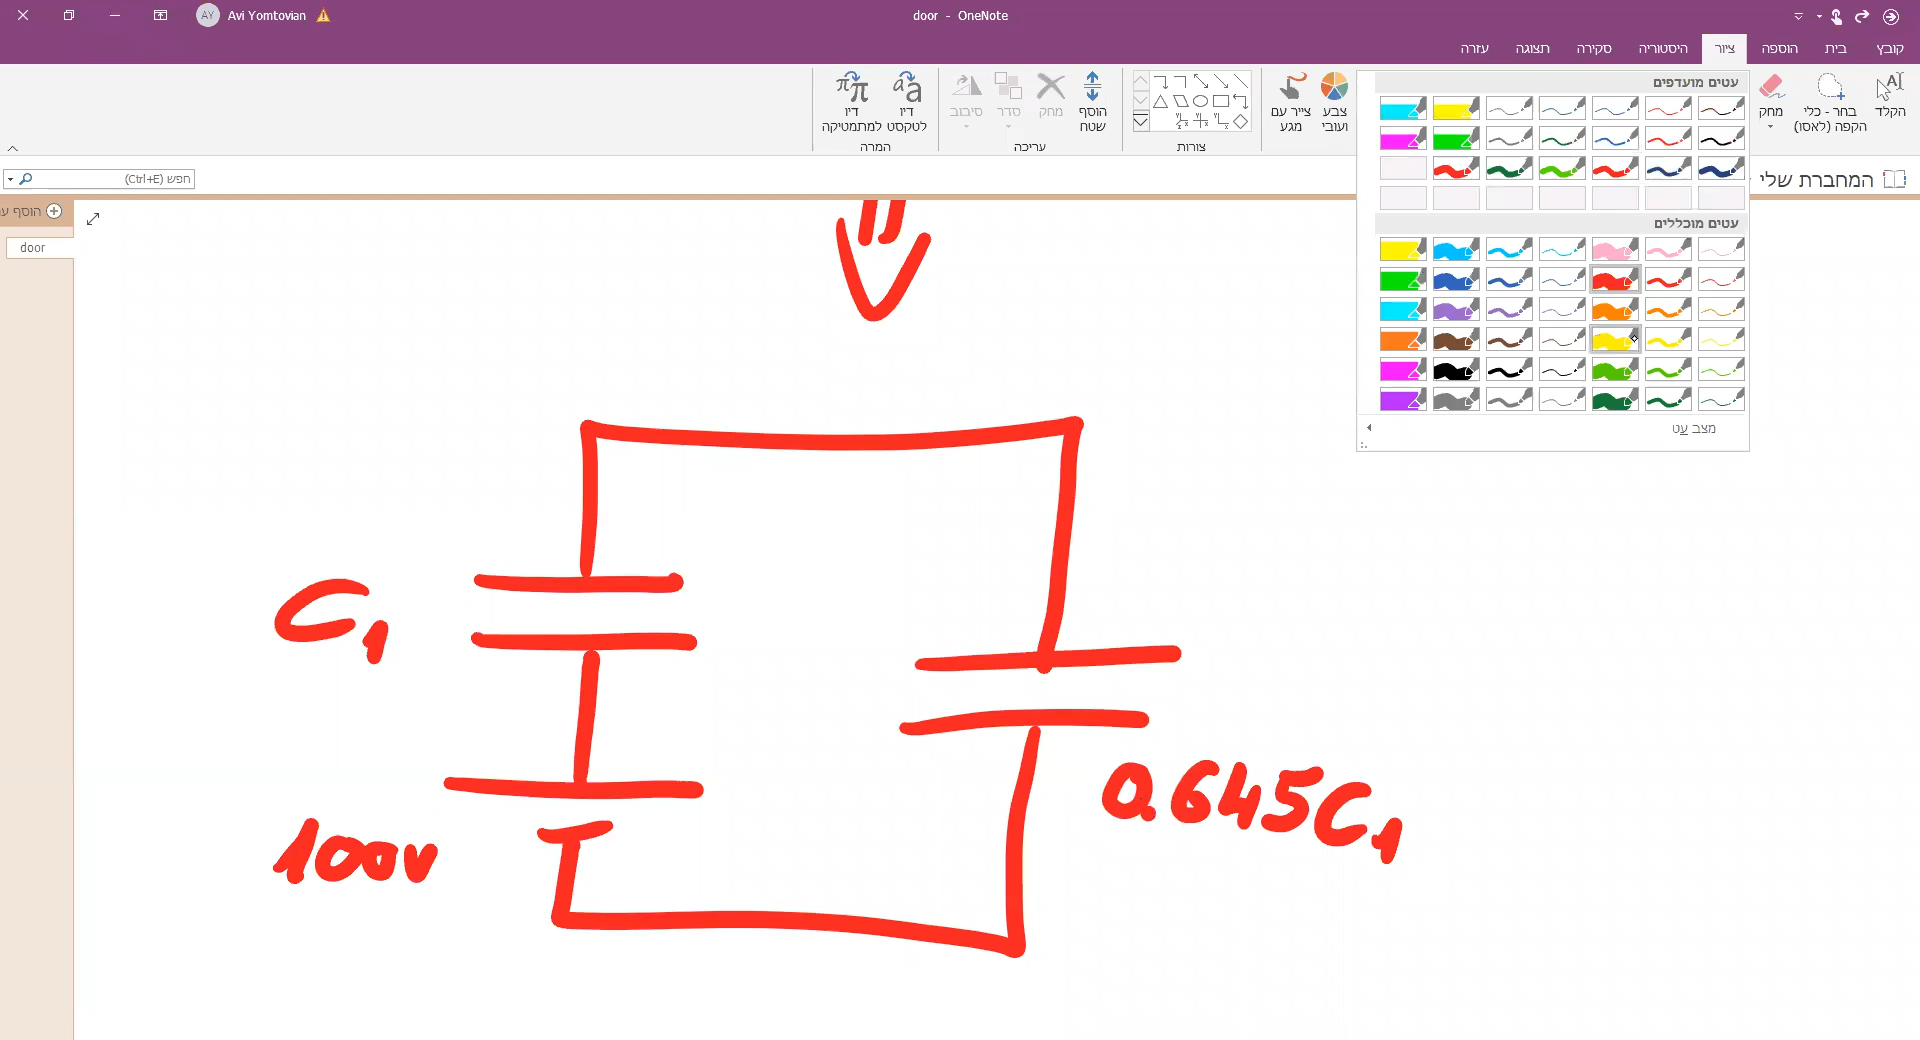 Avi Yomtovian
AY
door - OneNote
קובץ
בית
הוספה
ציור
היסטוריה
סקירה
תצוגה
עזרה
הקלד
בחר - כלי
הקפה (לאסו)
מחק
עטים מועדפים
עטים מוכללים
מצב עט
צבע
ועובי
צייר עם
מגע
צורות
הוסף
שטח
מחק
סדר
סיבוב
עריכה
דיו
לטקסט
דיו
למתמטיקה
המרה
המחברת שלי
חפש (Ctrl+E)
door
C1
100v
0.645C1